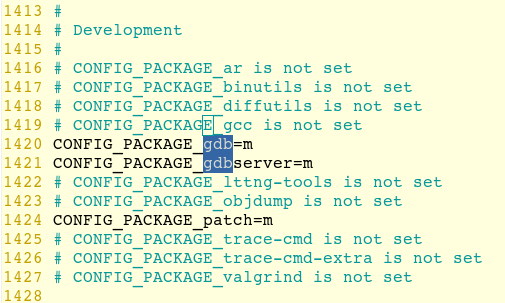 1413 #
1414 # Development
1415 #
1416 # CONFIG_PACKAGE_ar is not set
1417 # CONFIG_PACKAGE_binutils is not set
1418 # CONFIG_PACKAGE_diffutils is not set
1419 # CONFIG_PACKAGE_gcc is not set
1420 CONFIG_PACKAGE_gdb=m
1421 CONFIG_PACKAGE_gdbserver=m
1422 # CONFIG_PACKAGE_lttng-tools is not set
1423 # CONFIG_PACKAGE_objdump is not set
1424 CONFIG_PACKAGE_patch=m
1425 # CONFIG_PACKAGE_trace-cmd is not set
1426 # CONFIG_PACKAGE_trace-cmd-extra is not set
1427 # CONFIG_PACKAGE_valgrind is not set
1428